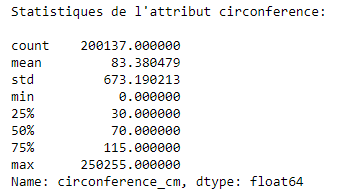 Statistiques de l'attribut circonference:
count    200137.000000
mean         83.380479
std         673.190213
min           0.000000
25%          30.000000
50%          70.000000
75%         115.000000
max      250255.000000
Name: circonference_cm, dtype: float64